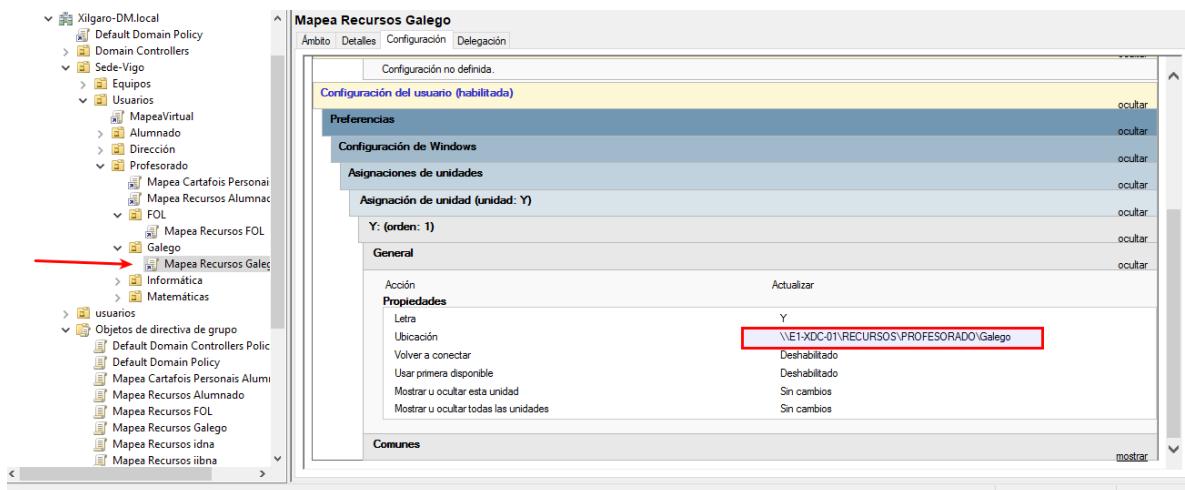 Xilgaro-DM.local
Default Domain Policy
Domain Controllers
Sede-Vigo
Equipos
Usuarios
MapeaVirtual
Alumnado
Dirección
Profesorado
Mapea Cartafois Personai
Mapea Recursos Alumnac
FOL
Mapea Recursos FOL
Galego
Mapea Recursos Galeg
Informática
Matemáticas
usuarios
Objetos de directiva de grupo
Default Domain Controllers Polic
Default Domain Policy
Mapea Cartafois Personais Alum
Mapea Recursos Alumnado
Mapea Recursos FOL
Mapea Recursos Galego
Mapea Recursos idna
Mapea Recursos iibna
Mapea Recursos Galego
Ámbito Detalles Configuración Delegación
Configuración no definida.
Configuración del usuario (habilitada)
ocultar
Preferencias
ocultar
Configuración de Windows
ocultar
Asignaciones de unidades
ocultar
Asignación de unidad (unidad: Y)
ocultar
Y: (orden: 1)
ocultar
General
ocultar
Acción Actualizar
Propiedades
Letra Y
Ubicación \\E1-XDC-01\RECURSOS\PROFESORADO\Galego
Volver a conectar Deshabilitado
Usar primera disponible Deshabilitado
Mostrar u ocultar esta unidad Sin cambios
Mostrar u ocultar todas las unidades Sin cambios
Comunes
mostrar